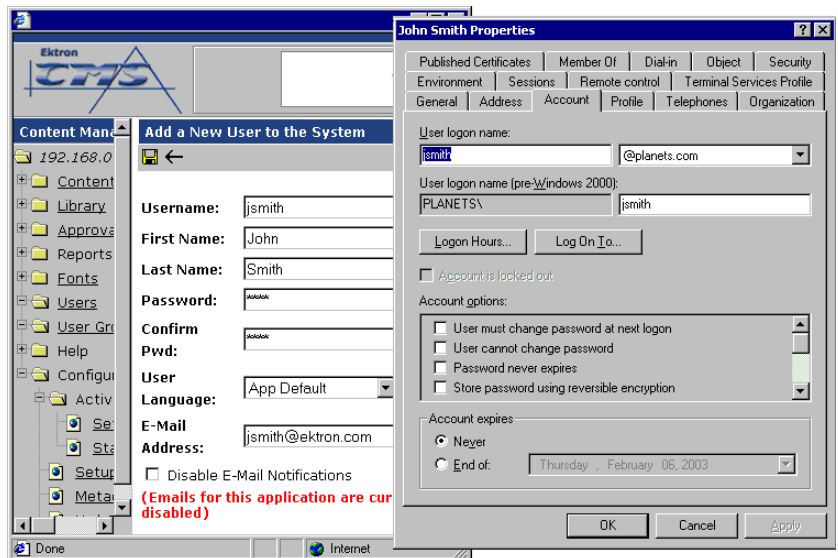 Ektron
CMS
Content Mana
192.168.0
Content
Library
Approva
Reports
Fonts
Users
User Gro
Help
Configu
Activ
Se
Sta
Setup
Meta
Add a New User to the System
Username: jsmith
First Name: John
Last Name: Smith
Password: ****
Confirm Pwd: ****
User Language: App Default
E-Mail Address: jsmith@ektron.com
Disable E-Mail Notifications
(Emails for this application are cur
disabled)
Done
Internet
John Smith Properties
Published Certificates Member Of Dial-in Object Security
Environment Sessions Remote control Terminal Services Profile
General Address Account Profile Telephones Organization
User logon name:
jsmith @planets.com
User logon name (pre-Windows 2000):
PLANETS\ jsmith
Logon Hours... Log On To...
Account is locked out
Account options:
User must change password at next logon
User cannot change password
Password never expires
Store password using reversible encryption
Account expires
Never
End of: Thursday , February 06, 2003
OK Cancel Apply